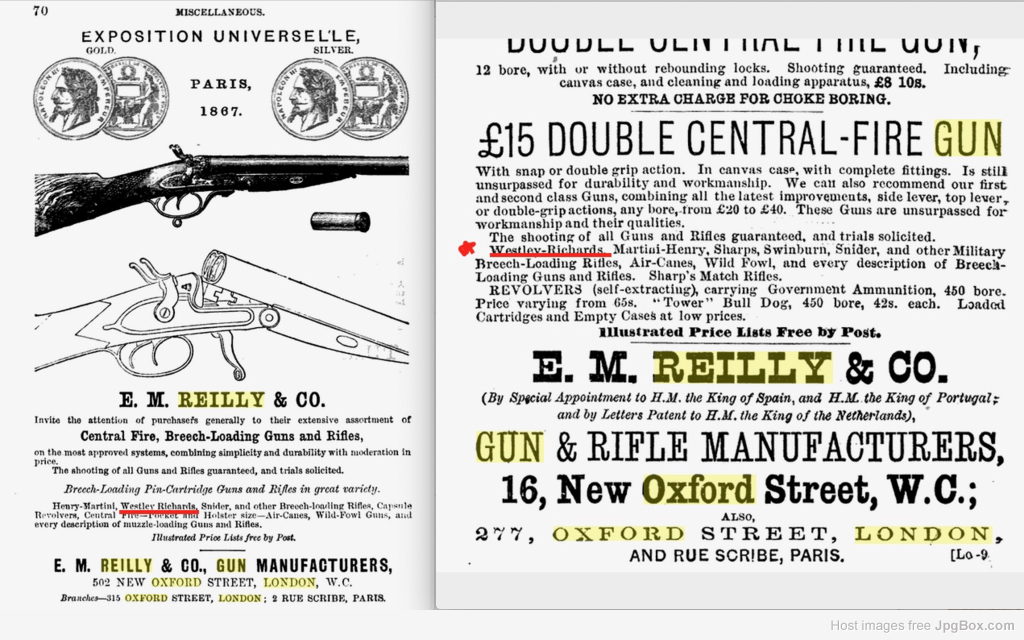 70
MISCELLANEOUS.
EXPOSITION UNIVERSELLE,
GOLD.
SILVER.
PARIS,
1867.
E. M. REILLY & CO.
Invite the attention of purchasers generally to their extensive assortment of
Central Fire, Breech-Loading Guns and Rifles,
on the most approved systems, combining simplicity and durability with moderation in
price.
The shooting of all Guns and Rifles guaranteed, and trials solicited.
Breech-Loading Pin-Cartridge Guns and Rifles in great variety.
Henry-Martini, Westley Richards, Snider, and other Breech-loading Rifles, Capsule
Revolvers, Central Fire—Pocket and Holster size—Air-Canes, Wild-Fowl Guns, and
every description of muzzle-loading Guns and Rifles.
Illustrated Price Lists free by Post.
E. M. REILLY & CO., GUN MANUFACTURERS,
502 NEW OXFORD STREET, LONDON, W.C.
Branches—315 OXFORD STREET, LONDON; 2 RUE SCRIBE, PARIS.
DOUBLE CENTRAL FIRE GUN,
12 bore, with or without rebounding locks. Shooting guaranteed. Including
canvas case, and cleaning and loading apparatus, £8 10s.
NO EXTRA CHARGE FOR CHOKE BORING.
£15 DOUBLE CENTRAL-FIRE GUN
With snap or double grip action. In canvas case, with complete fittings. Is still
unsurpassed for durability and workmanship. We can also recommend our first
and second class Guns, combining all the latest improvements, side lever, top lever,
or double-grip actions, any bore, from £20 to £40. These Guns are unsurpassed for
workmanship and their qualities.
The shooting of all Guns and Rifles guaranteed, and trials solicited.
Westley-Richards, Martini-Henry, Sharps, Swinburn, Snider, and other Military
Breech-Loading Rifles, Air-Canes, Wild Fowl, and every description of Breech-
Loading Guns and Rifles. Sharp's Match Rifles.
REVOLVERS (self-extracting), carrying Government Ammunition, 450 bore.
Price varying from 65s. "Tower" Bull Dog, 450 bore, 42s. each. Loaded
Cartridges and Empty Cases at low prices.
Illustrated Price Lists Free by Post.
E. M. REILLY & CO.
(By Special Appointment to H.M. the King of Spain, and H.M. the King of Portugal;
and by Letters Patent to H.M. the King of the Netherlands),
GUN & RIFLE MANUFACTURERS,
16, New Oxford Street, W.C.;
ALSO,
277, OXFORD STREET, LONDON,
AND RUE SCRIBE, PARIS.
[Lo-9
Host images free JpgBox.com